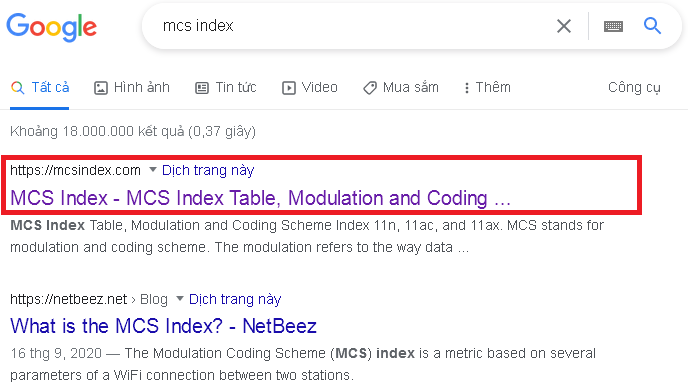 Google
mcs index
Tất cả Hình ảnh Tin tức Video Mua sắm Thêm Công cụ
Khoảng 18.000.000 kết quả (0,37 giây)
https://mcsindex.com Dịch trang này
MCS Index - MCS Index Table, Modulation and Coding ...
MCS Index Table, Modulation and Coding Scheme Index 11n, 11ac, and 11ax. MCS stands for
modulation and coding scheme. The modulation refers to the way data ...
https://netbeez.net › Blog Dịch trang này
What is the MCS Index? - NetBeez
16 thg 9, 2020 — The Modulation Coding Scheme (MCS) index is a metric based on several
parameters of a WiFi connection between two stations.